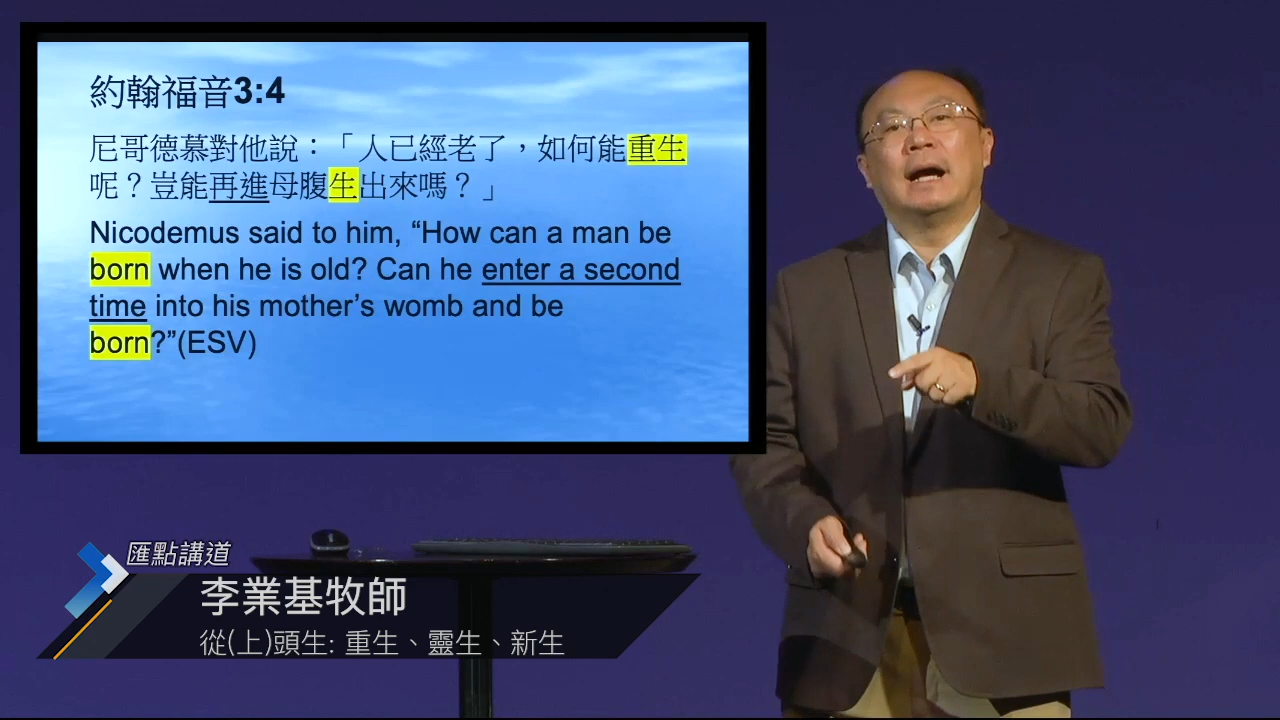 約翰福音3:4
尼哥德慕對他說：「人已經老了，如何能重生
呢？豈能再進母腹生出來嗎？」
Nicodemus said to him, “How can a man be
born when he is old? Can he enter a second
time into his mother’s womb and be
born?”(ESV)
匯點講道
李業基牧師
從(上)頭生: 重生、靈生、新生